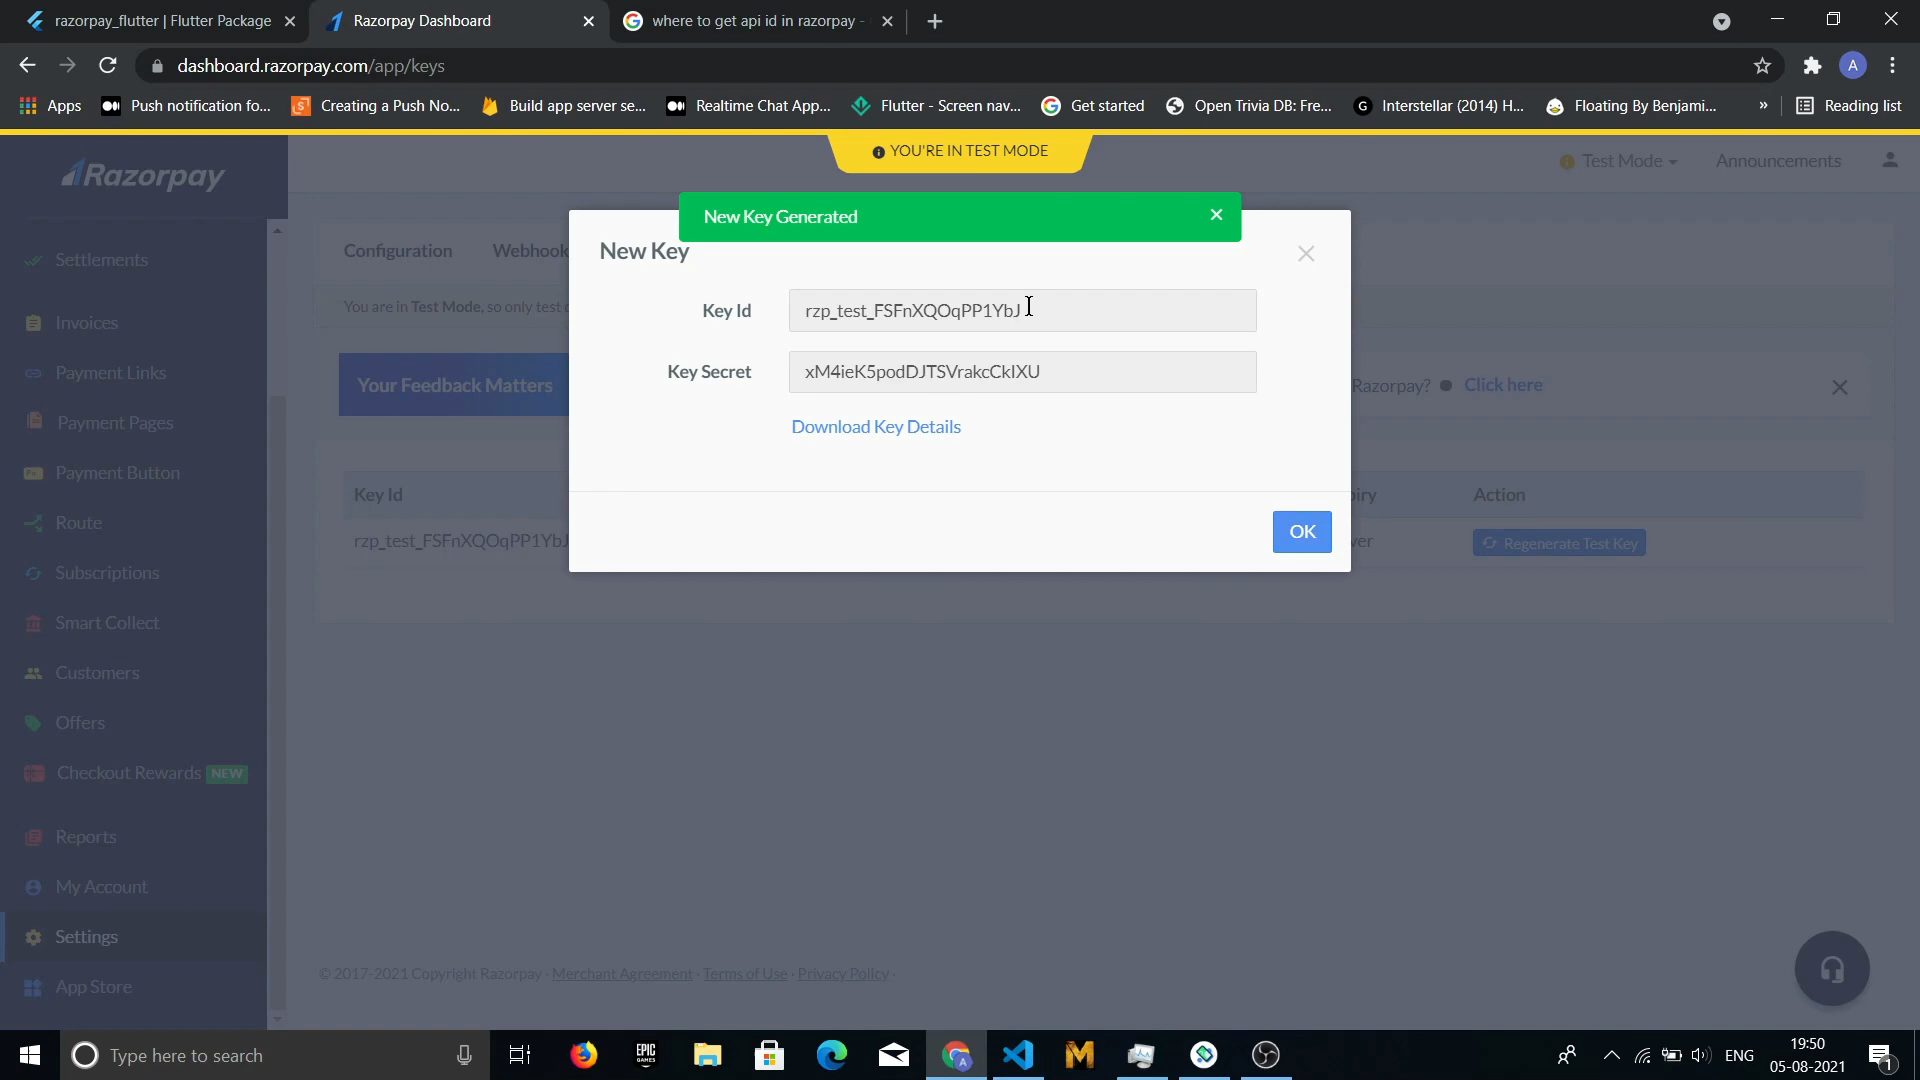 razorpay_flutter | Flutter Package
Razorpay Dashboard
where to get api id in razorpay -
dashboard.razorpay.com/app/keys
A
Apps
Push notification fo...
Creating a Push No...
Build app server se...
Realtime Chat App...
Flutter - Screen nav...
Get started
Open Trivia DB: Fre...
Interstellar (2014) H...
Floating By Benjami...
»
Reading list
YOU'RE IN TEST MODE
Razorpay
Test Mode
Announcements
New Key Generated
Configuration
Webhook
New Key
Settlements
You are in Test Mode, so only test
Key Id
rzp_test_FSFnXQOqPP1YbJ
Invoices
Key Secret
xM4ieK5podDJTSVrakcCkIXU
Payment Links
Your Feedback Matters
Razorpay?
Click here
Download Key Details
Payment Pages
Payment Button
Key Id
piry
Action
Route
OK
rzp_test_FSFnXQOqPP1YbJ
ver
Regenerate Test Key
Subscriptions
Smart Collect
Customers
Offers
Checkout Rewards NEW
Reports
My Account
Settings
App Store
© 2017-2021 Copyright Razorpay · Merchant Agreement · Terms of Use · Privacy Policy ·
Type here to search
EPIC GAMES
ENG
19:50
05-08-2021
1